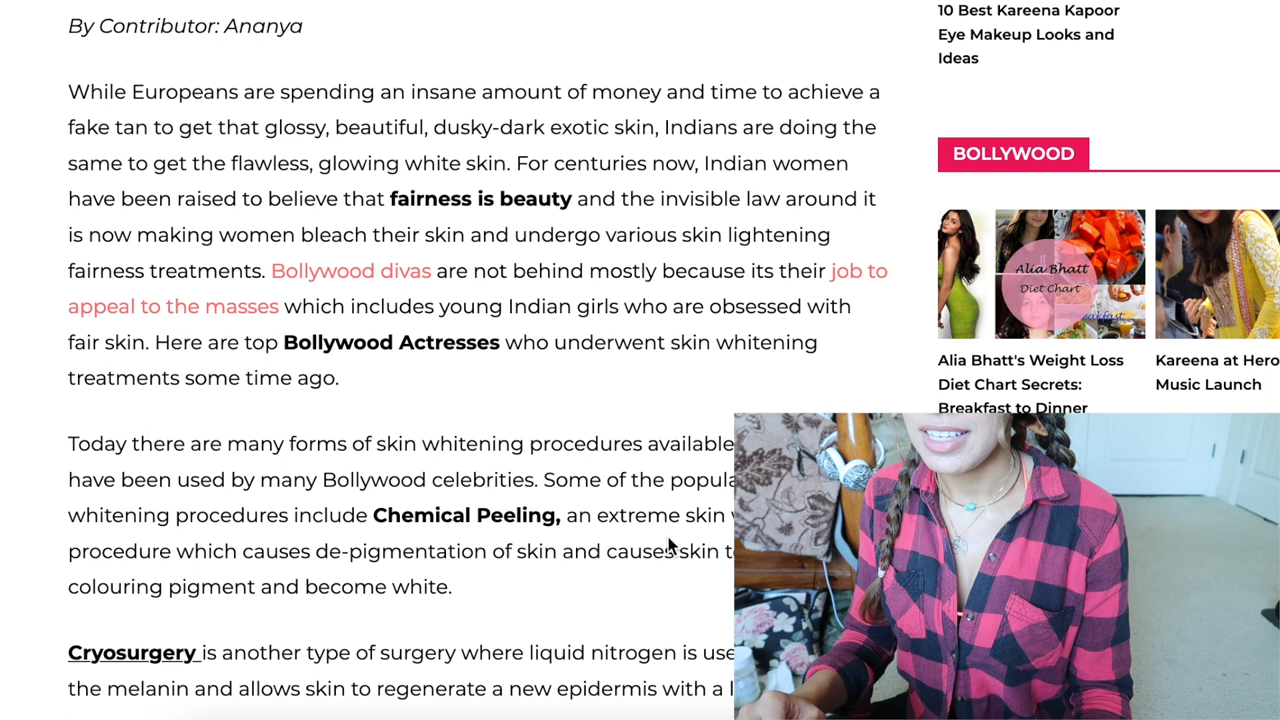 By Contributor: Ananya
While Europeans are spending an insane amount of money and time to achieve a
fake tan to get that glossy, beautiful, dusky-dark exotic skin, Indians are doing the
same to get the flawless, glowing white skin. For centuries now, Indian women
have been raised to believe that fairness is beauty and the invisible law around it
is now making women bleach their skin and undergo various skin lightening
fairness treatments. Bollywood divas are not behind mostly because its their job to
appeal to the masses which includes young Indian girls who are obsessed with
fair skin. Here are top Bollywood Actresses who underwent skin whitening
treatments some time ago.
Today there are many forms of skin whitening procedures available
have been used by many Bollywood celebrities. Some of the popula
whitening procedures include Chemical Peeling, an extreme skin
procedure which causes de-pigmentation of skin and causes skin
colouring pigment and become white.
Cryosurgery is another type of surgery where liquid nitrogen is use
the melanin and allows skin to regenerate a new epidermis with a
10 Best Kareena Kapoor
Eye Makeup Looks and
Ideas
BOLLYWOOD
Alia Bhatt
Diet Chart
Alia Bhatt's Weight Loss
Diet Chart Secrets:
Breakfast to Dinner
Kareena at Hero
Music Launch